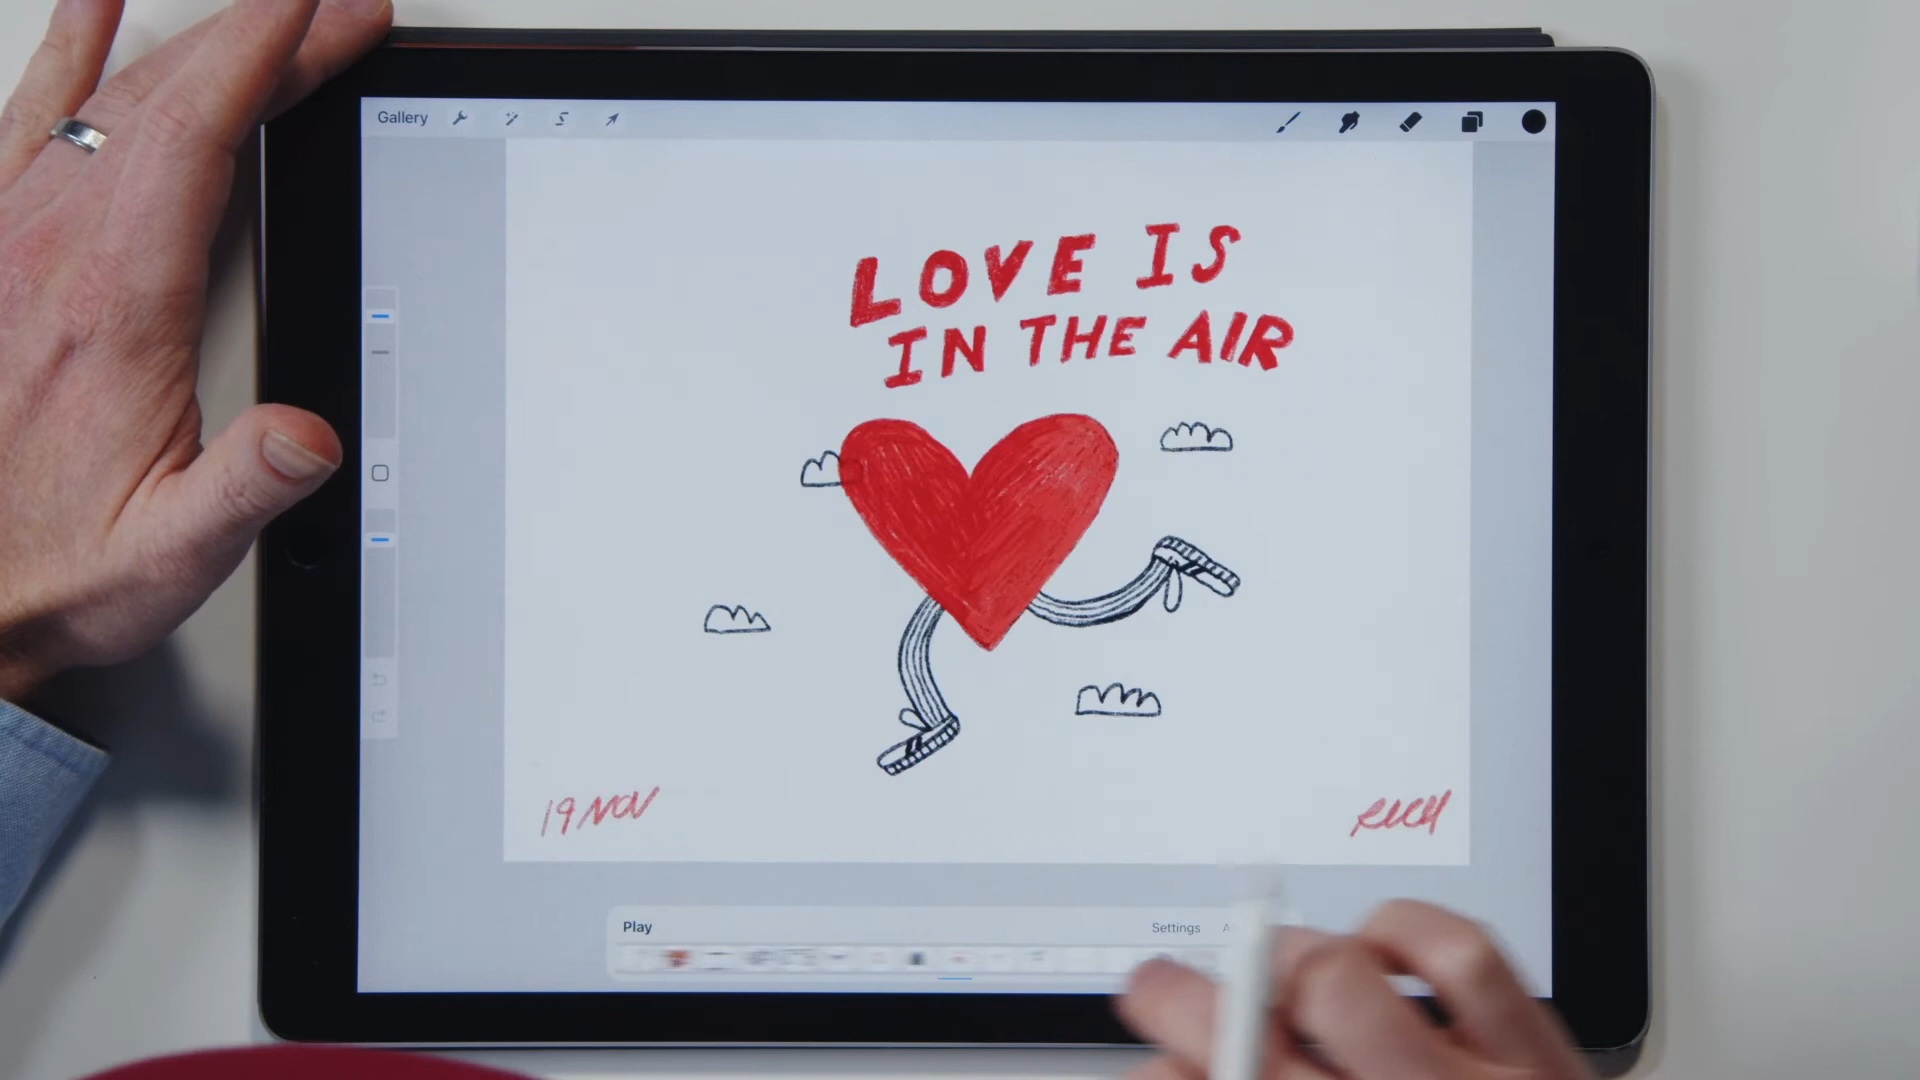 Gallery
LOVE IS
IN THE AIR
19 NOV
Play
Settings